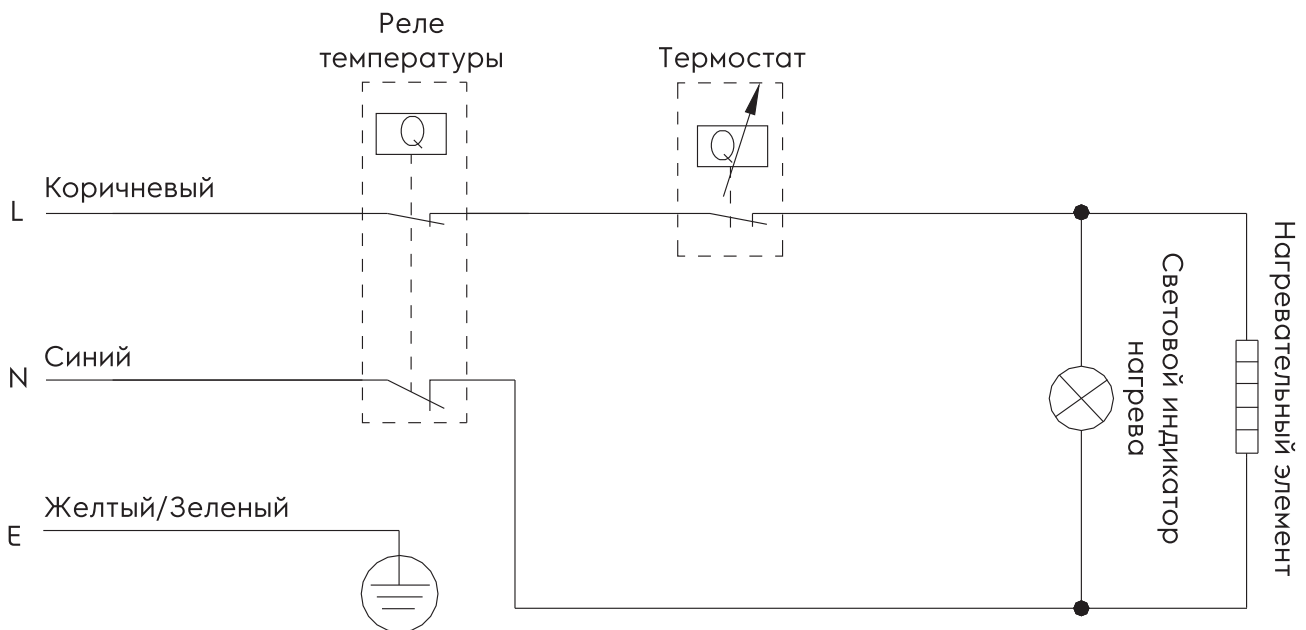 Реле
температуры
Термостат
Q
Q
Коричневый
L
Синий
N
Желтый/Зеленый
E
Световой индикатор
нагрева
Нагревательный элемент